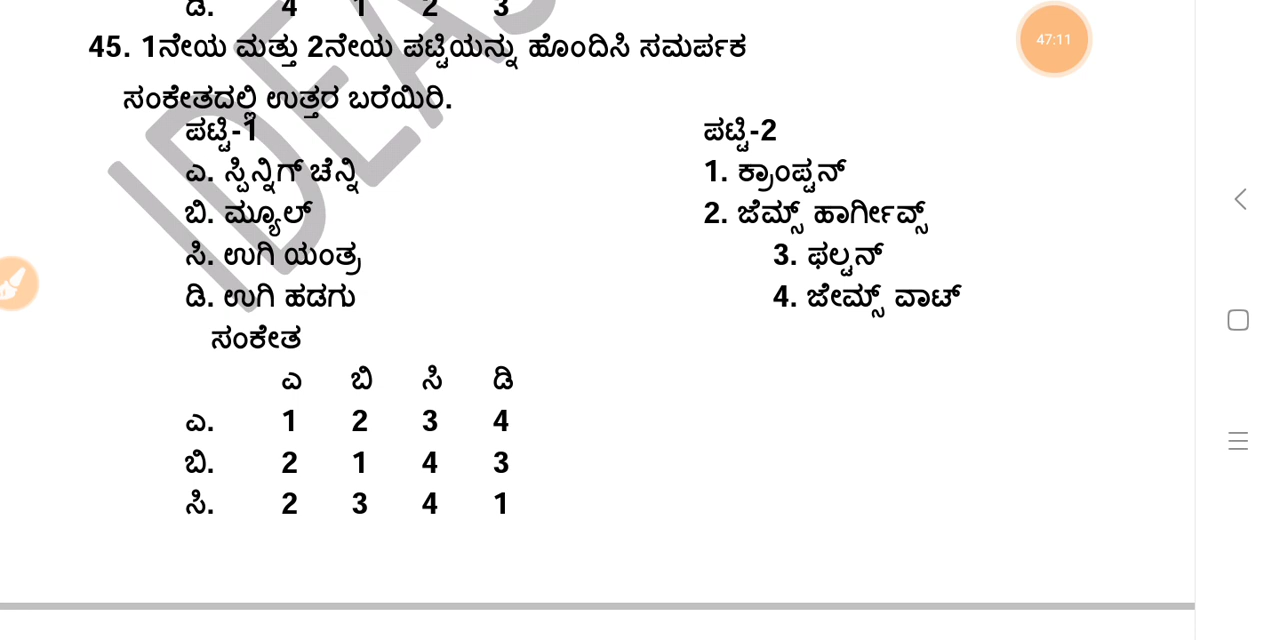 ಡಿ. 4 1 2 3
45. 1ನೇಯ ಮತ್ತು 2ನೇಯ ಪಟ್ಟಿಯನ್ನು ಹೊಂದಿಸಿ ಸಮರ್ಪಕ
47:11
ಸಂಕೇತದಲ್ಲಿ ಉತ್ತರ ಬರೆಯಿರಿ.
ಪಟ್ಟಿ-1 ಪಟ್ಟಿ-2
ಎ. ಸ್ಪಿನ್ನಿಗ್ ಚೆನ್ನಿ 1. ಕ್ರಾಂಪ್ಟನ್
ಬಿ. ಮ್ಯೂಲ್ 2. ಜೆಮ್ಸ್ ಹಾರ್ಗೀವ್ಸ್
ಸಿ. ಉಗಿ ಯಂತ್ರ 3. ಫಲ್ಟನ್
ಡಿ. ಉಗಿ ಹಡಗು 4. ಜೇಮ್ಸ್ ವಾಟ್
ಸಂಕೇತ
ಎ ಬಿ ಸಿ ಡಿ
ಎ. 1 2 3 4
ಬಿ. 2 1 4 3
ಸಿ. 2 3 4 1
IDEAS